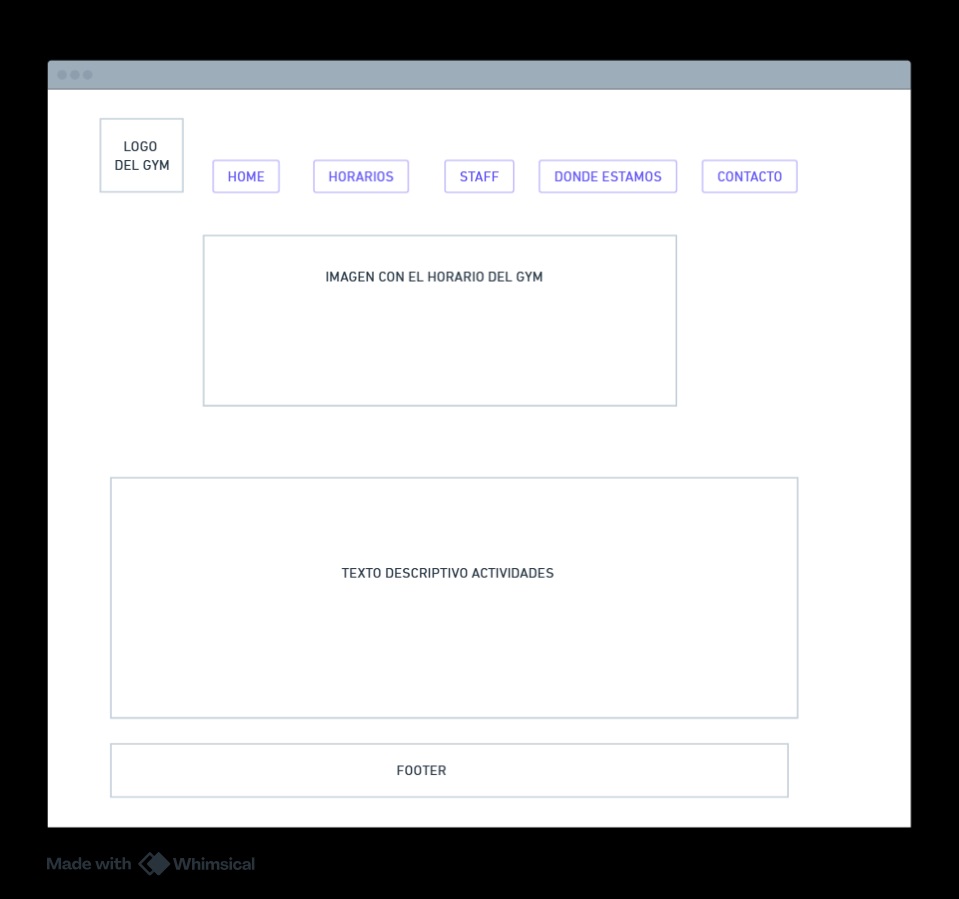 LOGO
DEL GYM
HOME
HORARIOS
STAFF
DONDE ESTAMOS
CONTACTO
IMAGEN CON EL HORARIO DEL GYM
TEXTO DESCRIPTIVO ACTIVIDADES
FOOTER
Made with Whimsical